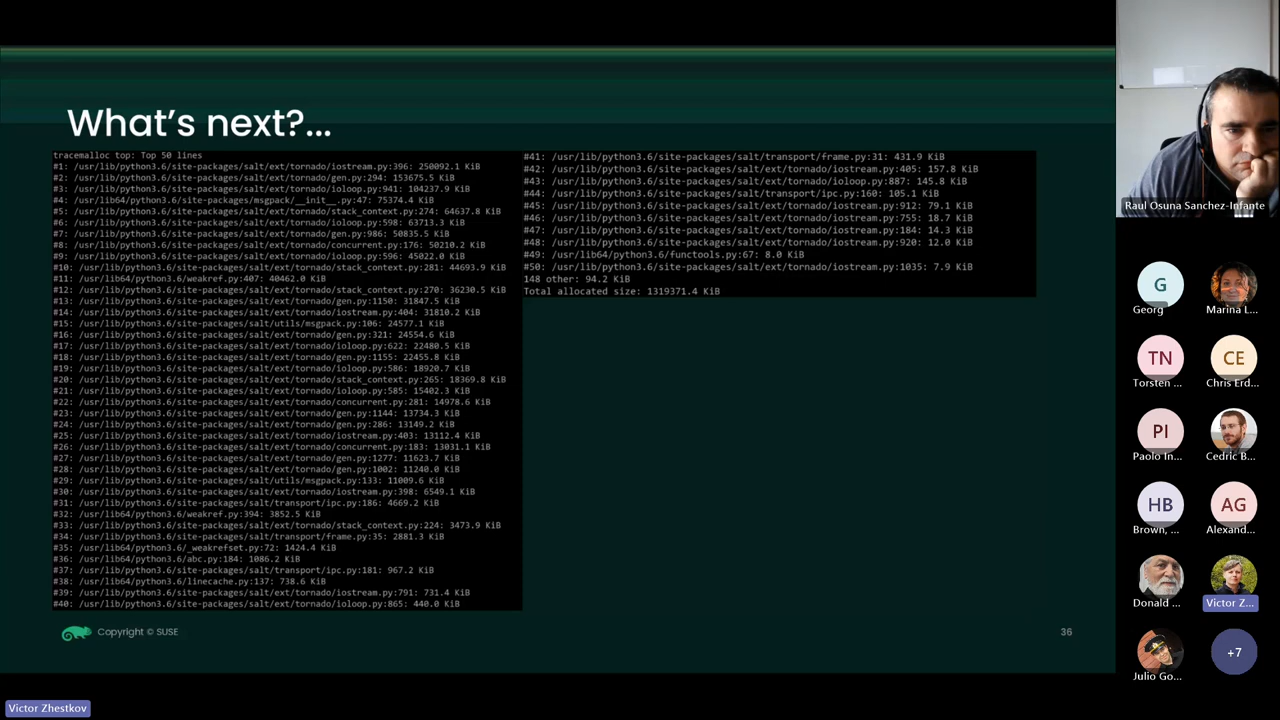 What's next?...
tracemalloc top: Top 50 lines
#1: /usr/lib/python3.6/site-packages/salt/ext/tornado/iostream.py:396: 250092.1 KiB
#2: /usr/lib/python3.6/site-packages/salt/ext/tornado/gen.py:294: 153675.5 KiB
#3: /usr/lib/python3.6/site-packages/salt/ext/tornado/ioloop.py:941: 104237.9 KiB
#4: /usr/lib64/python3.6/site-packages/msgpack/__init__.py:47: 75374.4 KiB
#5: /usr/lib/python3.6/site-packages/salt/ext/tornado/stack_context.py:274: 64637.8 KiB
#6: /usr/lib/python3.6/site-packages/salt/ext/tornado/ioloop.py:598: 63713.3 KiB
#7: /usr/lib/python3.6/site-packages/salt/ext/tornado/gen.py:986: 50835.5 KiB
#8: /usr/lib/python3.6/site-packages/salt/ext/tornado/concurrent.py:176: 50210.2 KiB
#9: /usr/lib/python3.6/site-packages/salt/ext/tornado/ioloop.py:596: 45022.0 KiB
#10: /usr/lib/python3.6/site-packages/salt/ext/tornado/stack_context.py:281: 44693.9 KiB
#11: /usr/lib64/python3.6/weakref.py:407: 40462.0 KiB
#12: /usr/lib/python3.6/site-packages/salt/ext/tornado/stack_context.py:270: 36230.5 KiB
#13: /usr/lib/python3.6/site-packages/salt/ext/tornado/gen.py:1150: 31847.5 KiB
#14: /usr/lib/python3.6/site-packages/salt/ext/tornado/iostream.py:404: 31810.2 KiB
#15: /usr/lib/python3.6/site-packages/salt/utils/msgpack.py:106: 24577.1 KiB
#16: /usr/lib/python3.6/site-packages/salt/ext/tornado/gen.py:321: 24554.6 KiB
#17: /usr/lib/python3.6/site-packages/salt/ext/tornado/ioloop.py:622: 22480.5 KiB
#18: /usr/lib/python3.6/site-packages/salt/ext/tornado/gen.py:1155: 22455.8 KiB
#19: /usr/lib/python3.6/site-packages/salt/ext/tornado/ioloop.py:586: 18920.7 KiB
#20: /usr/lib/python3.6/site-packages/salt/ext/tornado/stack_context.py:265: 18369.8 KiB
#21: /usr/lib/python3.6/site-packages/salt/ext/tornado/ioloop.py:585: 15402.3 KiB
#22: /usr/lib/python3.6/site-packages/salt/ext/tornado/concurrent.py:281: 14978.6 KiB
#23: /usr/lib/python3.6/site-packages/salt/ext/tornado/gen.py:1144: 13734.3 KiB
#24: /usr/lib/python3.6/site-packages/salt/ext/tornado/gen.py:286: 13149.2 KiB
#25: /usr/lib/python3.6/site-packages/salt/ext/tornado/iostream.py:403: 13112.4 KiB
#26: /usr/lib/python3.6/site-packages/salt/ext/tornado/concurrent.py:183: 13031.1 KiB
#27: /usr/lib/python3.6/site-packages/salt/ext/tornado/gen.py:1277: 11623.7 KiB
#28: /usr/lib/python3.6/site-packages/salt/ext/tornado/gen.py:1002: 11240.0 KiB
#29: /usr/lib/python3.6/site-packages/salt/utils/msgpack.py:133: 11009.6 KiB
#30: /usr/lib/python3.6/site-packages/salt/ext/tornado/iostream.py:398: 6549.1 KiB
#31: /usr/lib/python3.6/site-packages/salt/transport/ipc.py:186: 4669.2 KiB
#32: /usr/lib64/python3.6/weakref.py:394: 3852.5 KiB
#33: /usr/lib/python3.6/site-packages/salt/ext/tornado/stack_context.py:224: 3473.9 KiB
#34: /usr/lib/python3.6/site-packages/salt/transport/frame.py:35: 2881.3 KiB
#35: /usr/lib64/python3.6/_weakrefset.py:72: 1424.4 KiB
#36: /usr/lib64/python3.6/abc.py:184: 1086.2 KiB
#37: /usr/lib/python3.6/site-packages/salt/transport/ipc.py:181: 967.2 KiB
#38: /usr/lib64/python3.6/linecache.py:137: 738.6 KiB
#39: /usr/lib/python3.6/site-packages/salt/ext/tornado/iostream.py:791: 731.4 KiB
#40: /usr/lib/python3.6/site-packages/salt/ext/tornado/ioloop.py:865: 440.0 KiB
#41: /usr/lib/python3.6/site-packages/salt/transport/frame.py:31: 431.9 KiB
#42: /usr/lib/python3.6/site-packages/salt/ext/tornado/iostream.py:405: 157.8 KiB
#43: /usr/lib/python3.6/site-packages/salt/ext/tornado/ioloop.py:887: 145.8 KiB
#44: /usr/lib/python3.6/site-packages/salt/transport/ipc.py:160: 105.1 KiB
#45: /usr/lib/python3.6/site-packages/salt/ext/tornado/iostream.py:912: 79.1 KiB
#46: /usr/lib/python3.6/site-packages/salt/ext/tornado/iostream.py:755: 18.7 KiB
#47: /usr/lib/python3.6/site-packages/salt/ext/tornado/iostream.py:184: 14.3 KiB
#48: /usr/lib/python3.6/site-packages/salt/ext/tornado/iostream.py:920: 12.0 KiB
#49: /usr/lib64/python3.6/functools.py:67: 8.0 KiB
#50: /usr/lib/python3.6/site-packages/salt/ext/tornado/iostream.py:1035: 7.9 KiB
148 other: 94.2 KiB
Total allocated size: 1319371.4 KiB
Copyright © SUSE
36
Victor Zhestkov
Raul Osuna Sanchez-Infante
G
Georg
Marina L...
TN
Torsten ...
CE
Chris Erd...
PI
Paolo In...
Cedric B...
HB
Brown, ...
AG
Alexand...
Donald ...
Victor Z...
Julio Go...
+7